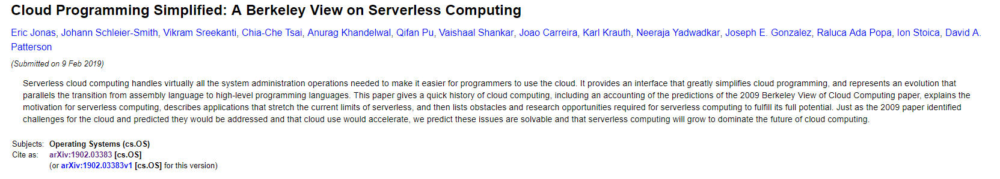 Cloud Programming Simplified: A Berkeley View on Serverless Computing
Eric Jonas, Johann Schleier-Smith, Vikram Sreekanti, Chia-Che Tsai, Anurag Khandelwal, Qifan Pu, Vaishaal Shankar, Joao Carreira, Karl Krauth, Neeraja Yadwadkar, Joseph E. Gonzalez, Raluca Ada Popa, Ion Stoica, David A.
Patterson
(Submitted on 9 Feb 2019)
Serverless cloud computing handles virtually all the system administration operations needed to make it easier for programmers to use the cloud. It provides an interface that greatly simplifies cloud programming, and represents an evolution that
parallels the transition from assembly language to high-level programming languages. This paper gives a quick history of cloud computing, including an accounting of the predictions of the 2009 Berkeley View of Cloud Computing paper, explains the
motivation for serverless computing, describes applications that stretch the current limits of serverless, and then lists obstacles and research opportunities required for serverless computing to fulfill its full potential. Just as the 2009 paper identified
challenges for the cloud and predicted they would be addressed and that cloud use would accelerate, we predict these issues are solvable and that serverless computing will grow to dominate the future of cloud computing.
Subjects: Operating Systems (cs.OS)
Cite as: arXiv:1902.03383 [cs.OS]
(or arXiv:1902.03383v1 [cs.OS] for this version)